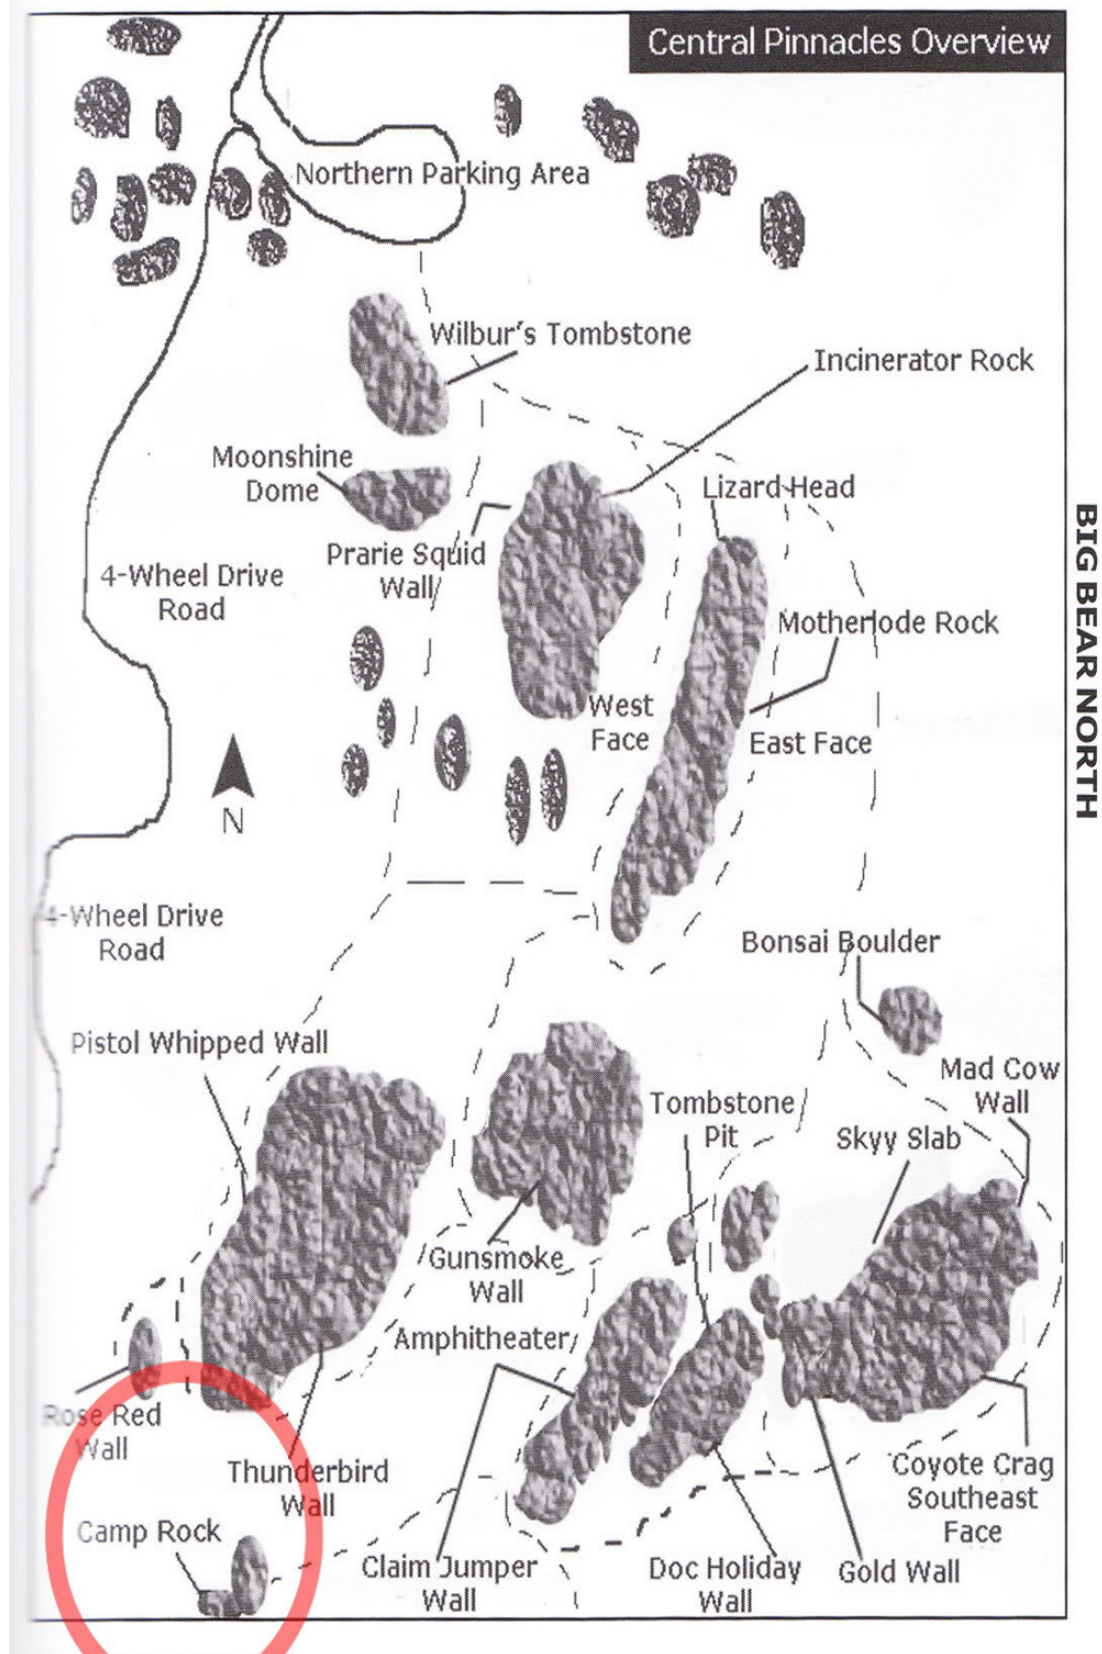 Central Pinnacles Overview
Northern Parking Area
Wilbur's Tombstone
Incinerator Rock
Moonshine
Dome
Lizard Head
Prarie Squid
Wall
4-Wheel Drive
Road
Motherlode Rock
West
Face
East Face
BIG BEAR NORTH
N
4-Wheel Drive
Road
Bonsai Boulder
Pistol Whipped Wall
Mad Cow
Wall
Tombstone
Pit
Skyy Slab
Gunsmoke
Wall
Amphitheater
Rose Red
Wall
Thunderbird
Wall
Coyote Crag
Southeast
Face
Camp Rock
Claim Jumper
Wall
Doc Holiday
Wall
Gold Wall